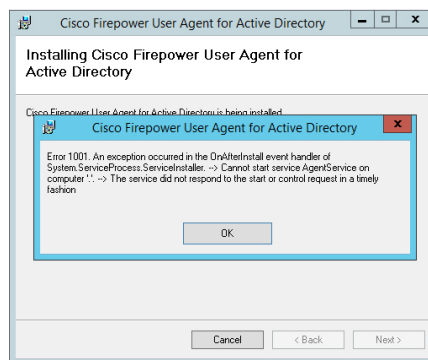 Cisco Firepower User Agent for Active Directory
Installing Cisco Firepower User Agent for
Active Directory
Cisco Firepower User Agent for Active Directory is being installed
Cisco Firepower User Agent for Active Directory
Error 1001. An exception occurred in the OnAfterInstall event handler of
System.ServiceProcess.ServiceInstaller. --> Cannot start service AgentService on
computer '.'. --> The service did not respond to the start or control request in a timely
fashion
OK
Cancel
< Back
Next >